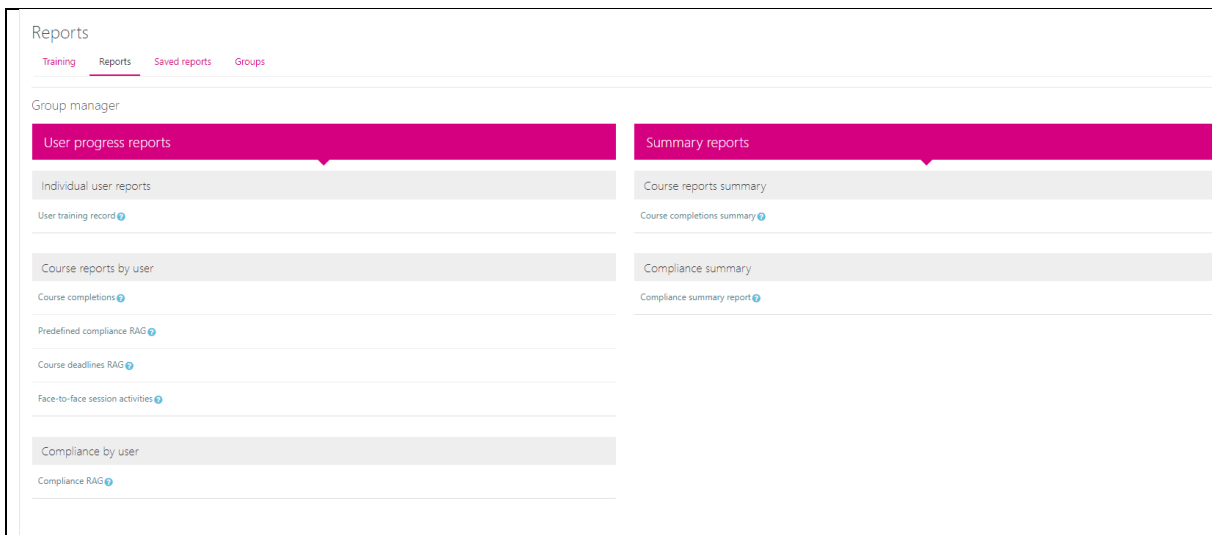 Reports
Training Reports Saved reports Groups
Group manager
User progress reports
Individual user reports
User training record ?
Course reports by user
Course completions ?
Predefined compliance RAG ?
Course deadlines RAG ?
Face-to-face session activities ?
Compliance by user
Compliance RAG ?
Summary reports
Course reports summary
Course completions summary ?
Compliance summary
Compliance summary report ?